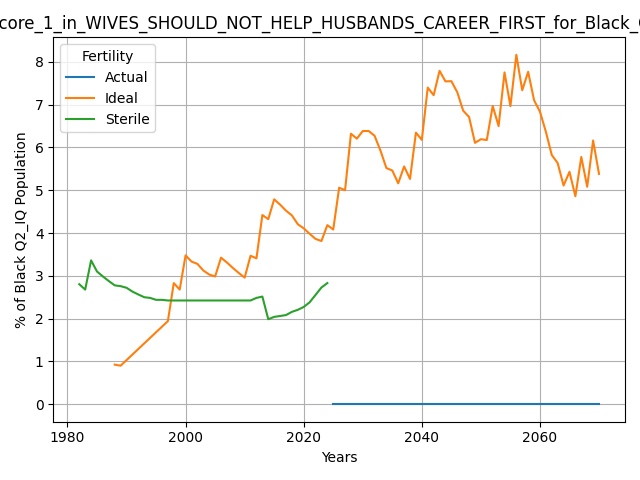 core_1_in_WIVES_SHOULD_NOT_HELP_HUSBANDS_CAREER_FIRST_for_Black_
Fertility
Actual
Ideal
Sterile
% of Black Q2_IQ Population
8
7
6
5
4
3
2
1
0
1980 2000 2020 2040 2060
Years